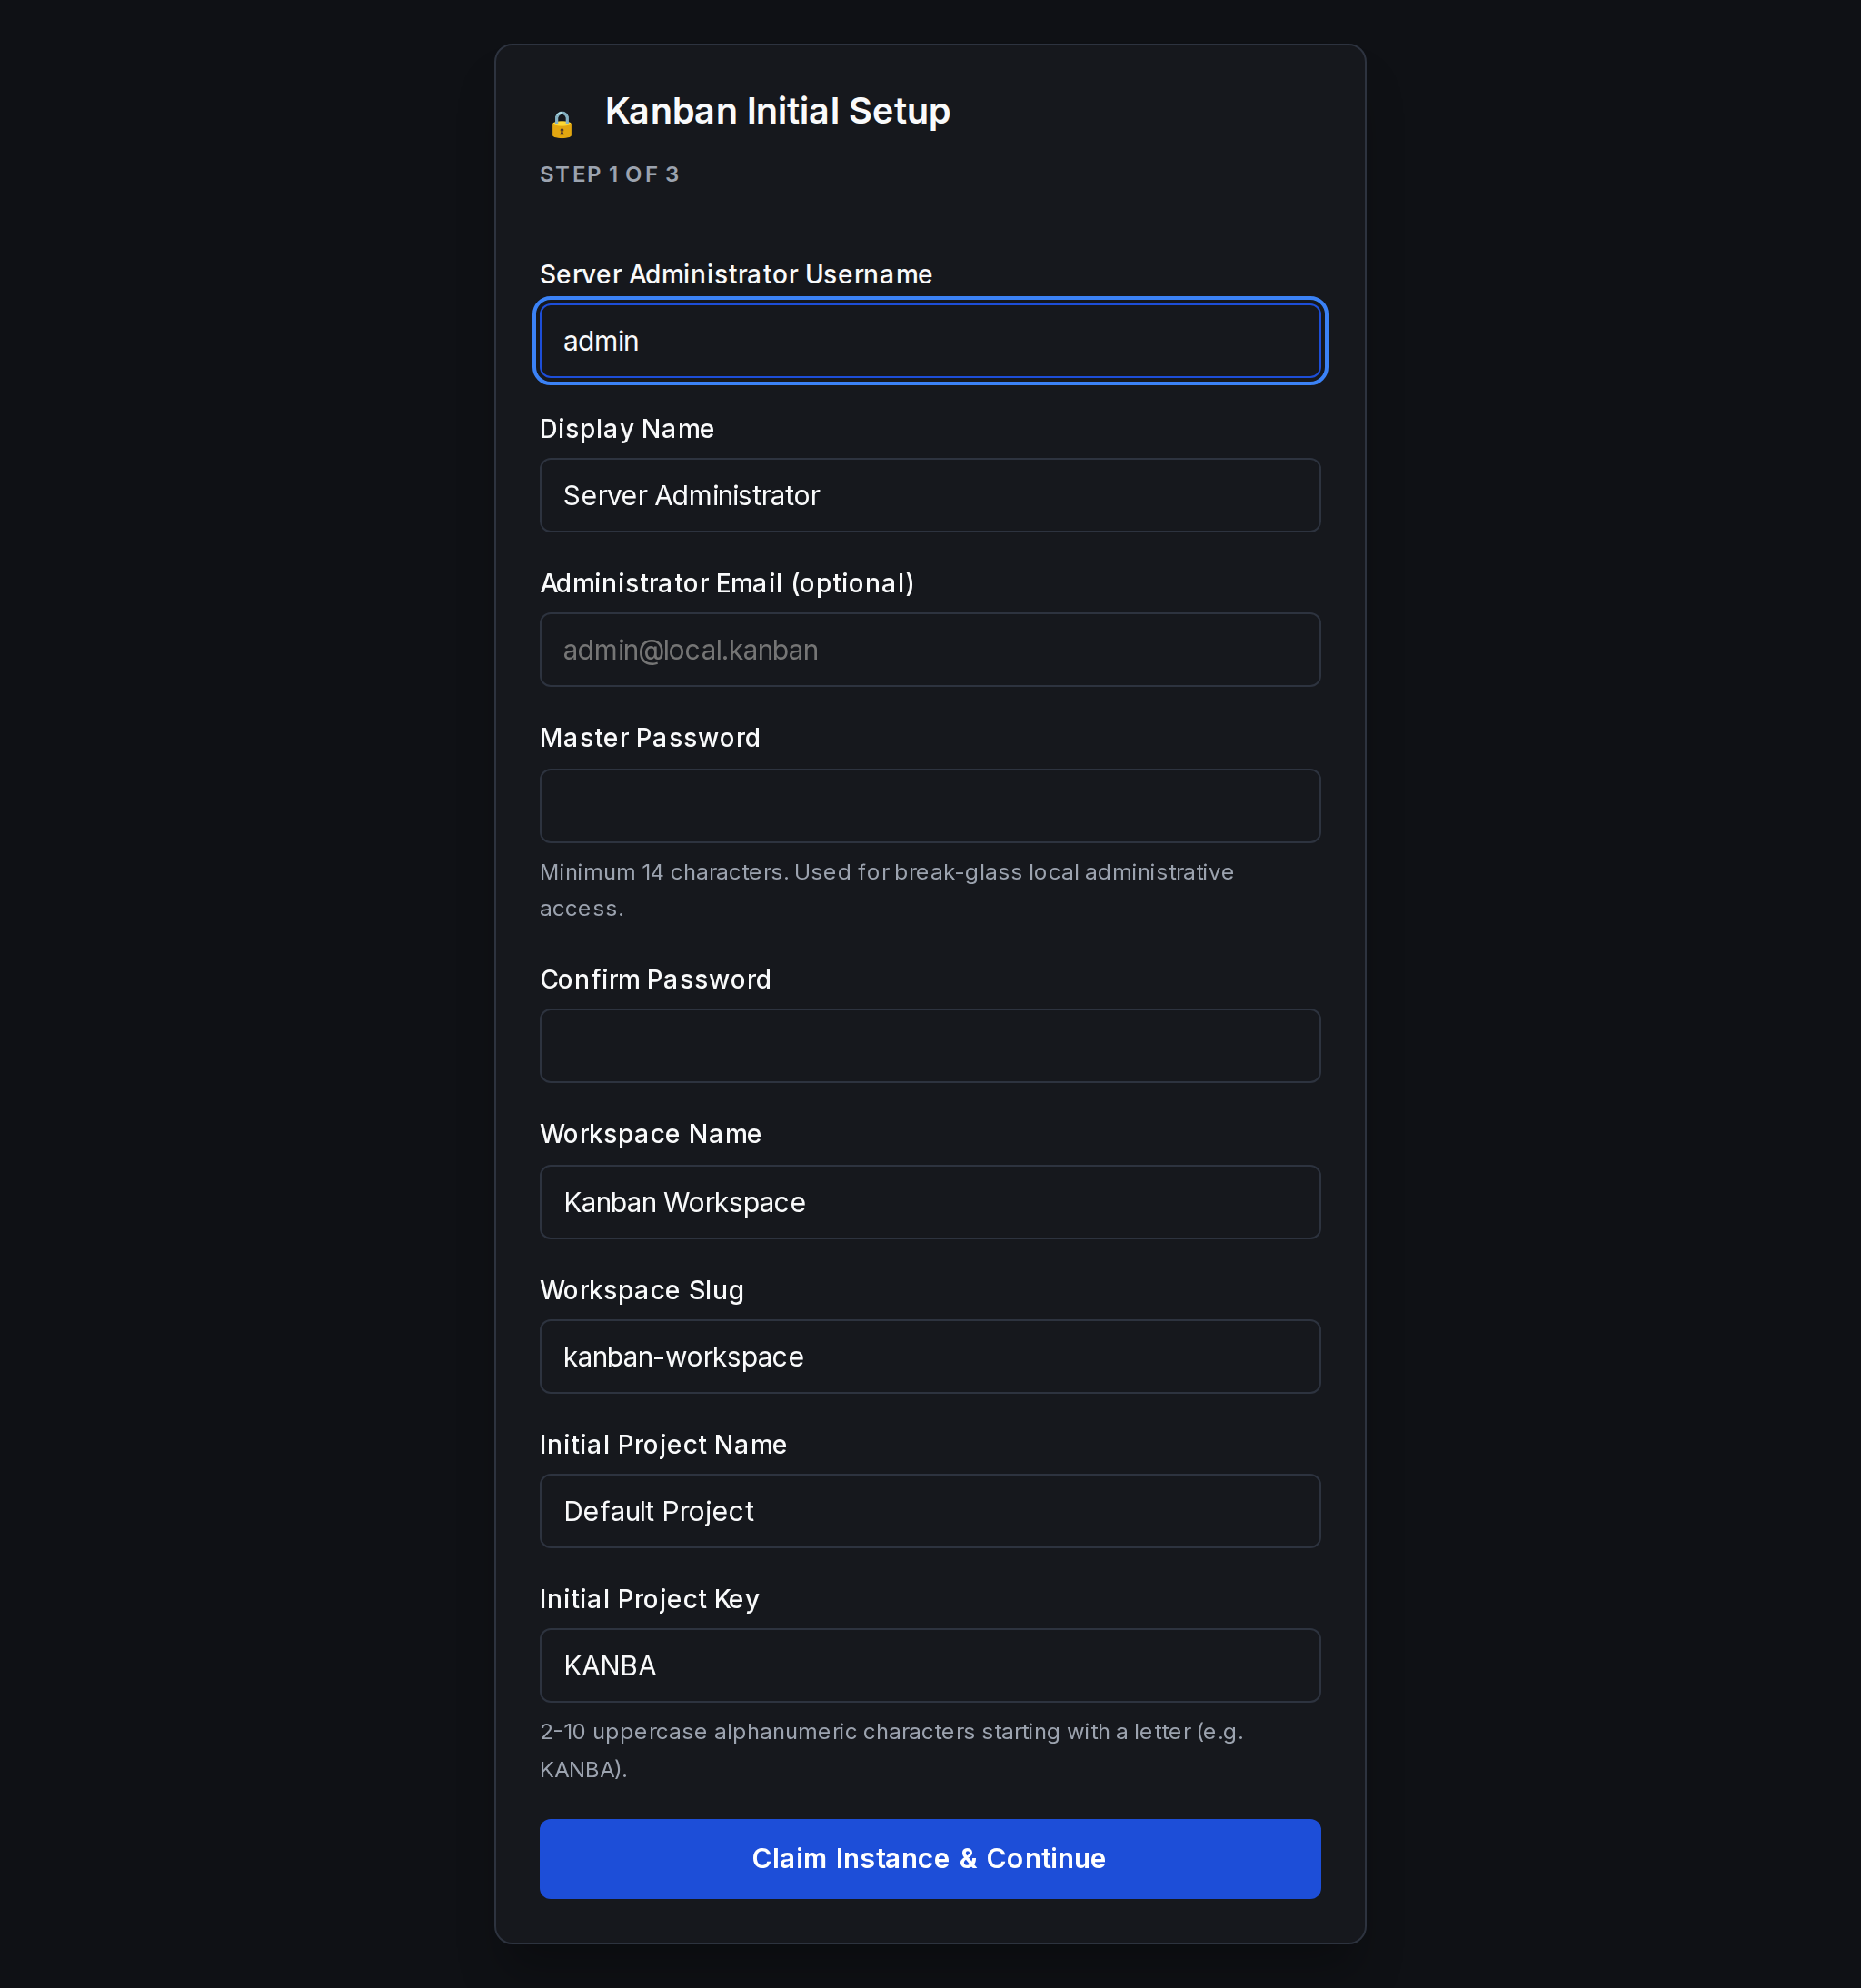 Kanban Initial Setup
STEP 1 OF 3
Server Administrator Username
admin
Display Name
Server Administrator
Administrator Email (optional)
admin@local.kanban
Master Password
Minimum 14 characters. Used for break-glass local administrative
access.
Confirm Password
Workspace Name
Kanban Workspace
Workspace Slug
kanban-workspace
Initial Project Name
Default Project
Initial Project Key
KANBA
2-10 uppercase alphanumeric characters starting with a letter (e.g.
KANBA).
Claim Instance & Continue